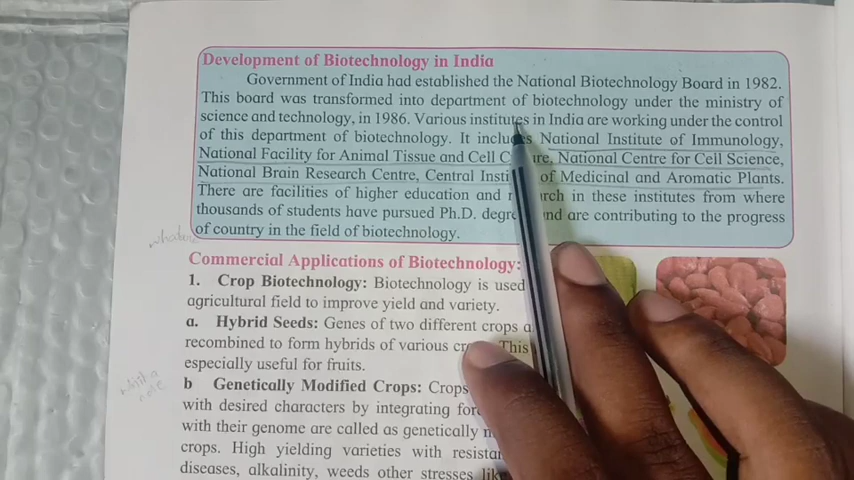 Development of Biotechnology in India
Government of India had established the National Biotechnology Board in 1982.
This board was transformed into department of biotechnology under the ministry of
science and technology, in 1986. Various institutes in India are working under the control
of this department of biotechnology. It includes National Institute of Immunology,
National Facility for Animal Tissue and Cell C ure, National Centre for Cell Science,
National Brain Research Centre, Central Insti of Medicinal and Aromatic Plants.
There are facilities of higher education and r arch in these institutes from where
thousands of students have pursued Ph.D. degre and are contributing to the progress
of country in the field of biotechnology.
Commercial Applications of Biotechnology:
1. Crop Biotechnology: Biotechnology is used
agricultural field to improve yield and variety.
a. Hybrid Seeds: Genes of two different crops a
recombined to form hybrids of various cr This
especially useful for fruits.
b Genetically Modified Crops: Crops
with desired characters by integrating for
with their genome are called as genetically m
crops. High yielding varieties with resista
diseases, alkalinity, weeds other stresses like